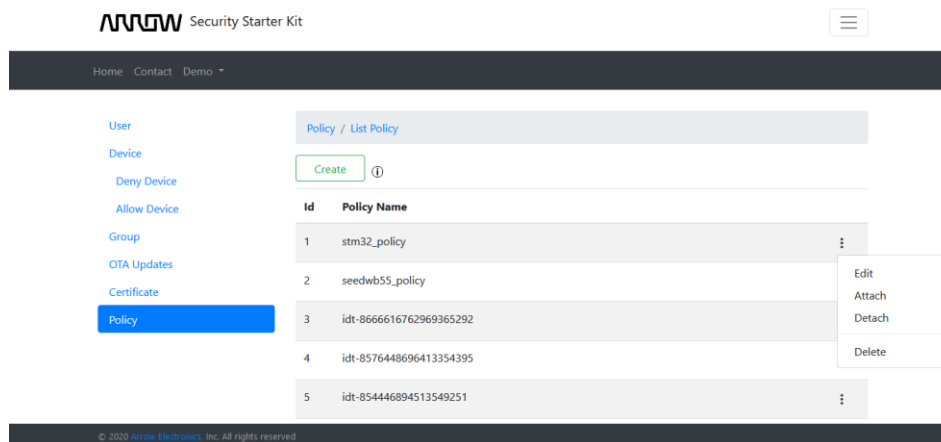 ARROW Security Starter Kit
Home Contact Demo
User
Device
Deny Device
Allow Device
Group
OTA Updates
Certificate
Policy
Policy / List Policy
Create
Id Policy Name
1 stm32_policy
2 seedwb55_policy
3 idt-8666616762969365292
4 idt-8576448696413354395
5 idt-854446894513549251
Edit
Attach
Detach
Delete
© 2020 Arrow Electronics, Inc. All rights reserved